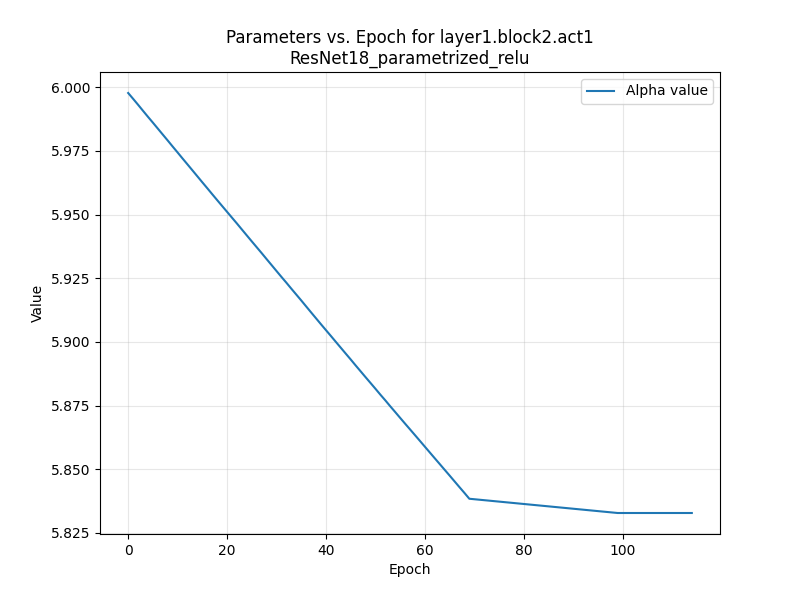 Parameters vs. Epoch for layer1.block2.act1
ResNet18_parametrized_relu
Alpha value
6.000
5.975
5.950
5.925
5.900
5.875
5.850
5.825
Value
0 20 40 60 80 100
Epoch